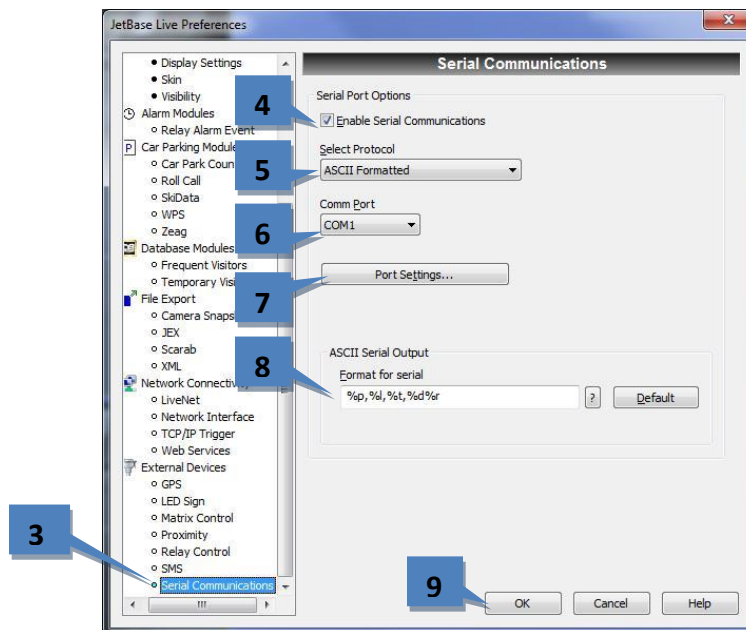 JetBase Live Preferences
Display Settings
Skin
Visibility
Alarm Modules
Relay Alarm Event
P Car Parking Module
Car Park Coun
Roll Call
SkiData
WPS
Zeag
Database Modules
Frequent Visitors
Temporary Visi
File Export
Camera Snaps
JEX
Scarab
XML
Network Connectivity
LiveNet
Network Interface
TCP/IP Trigger
Web Services
External Devices
GPS
LED Sign
Matrix Control
Proximity
Relay Control
SMS
3
Serial Communications
Serial Communications
Serial Port Options
4
Enable Serial Communications
Select Protocol
5
ASCII Formatted
Comm Port
6
COM1
7
Port Settings...
ASCII Serial Output
8
Format for serial
%p,%l,%t,%d%r
?
Default
9
OK
Cancel
Help